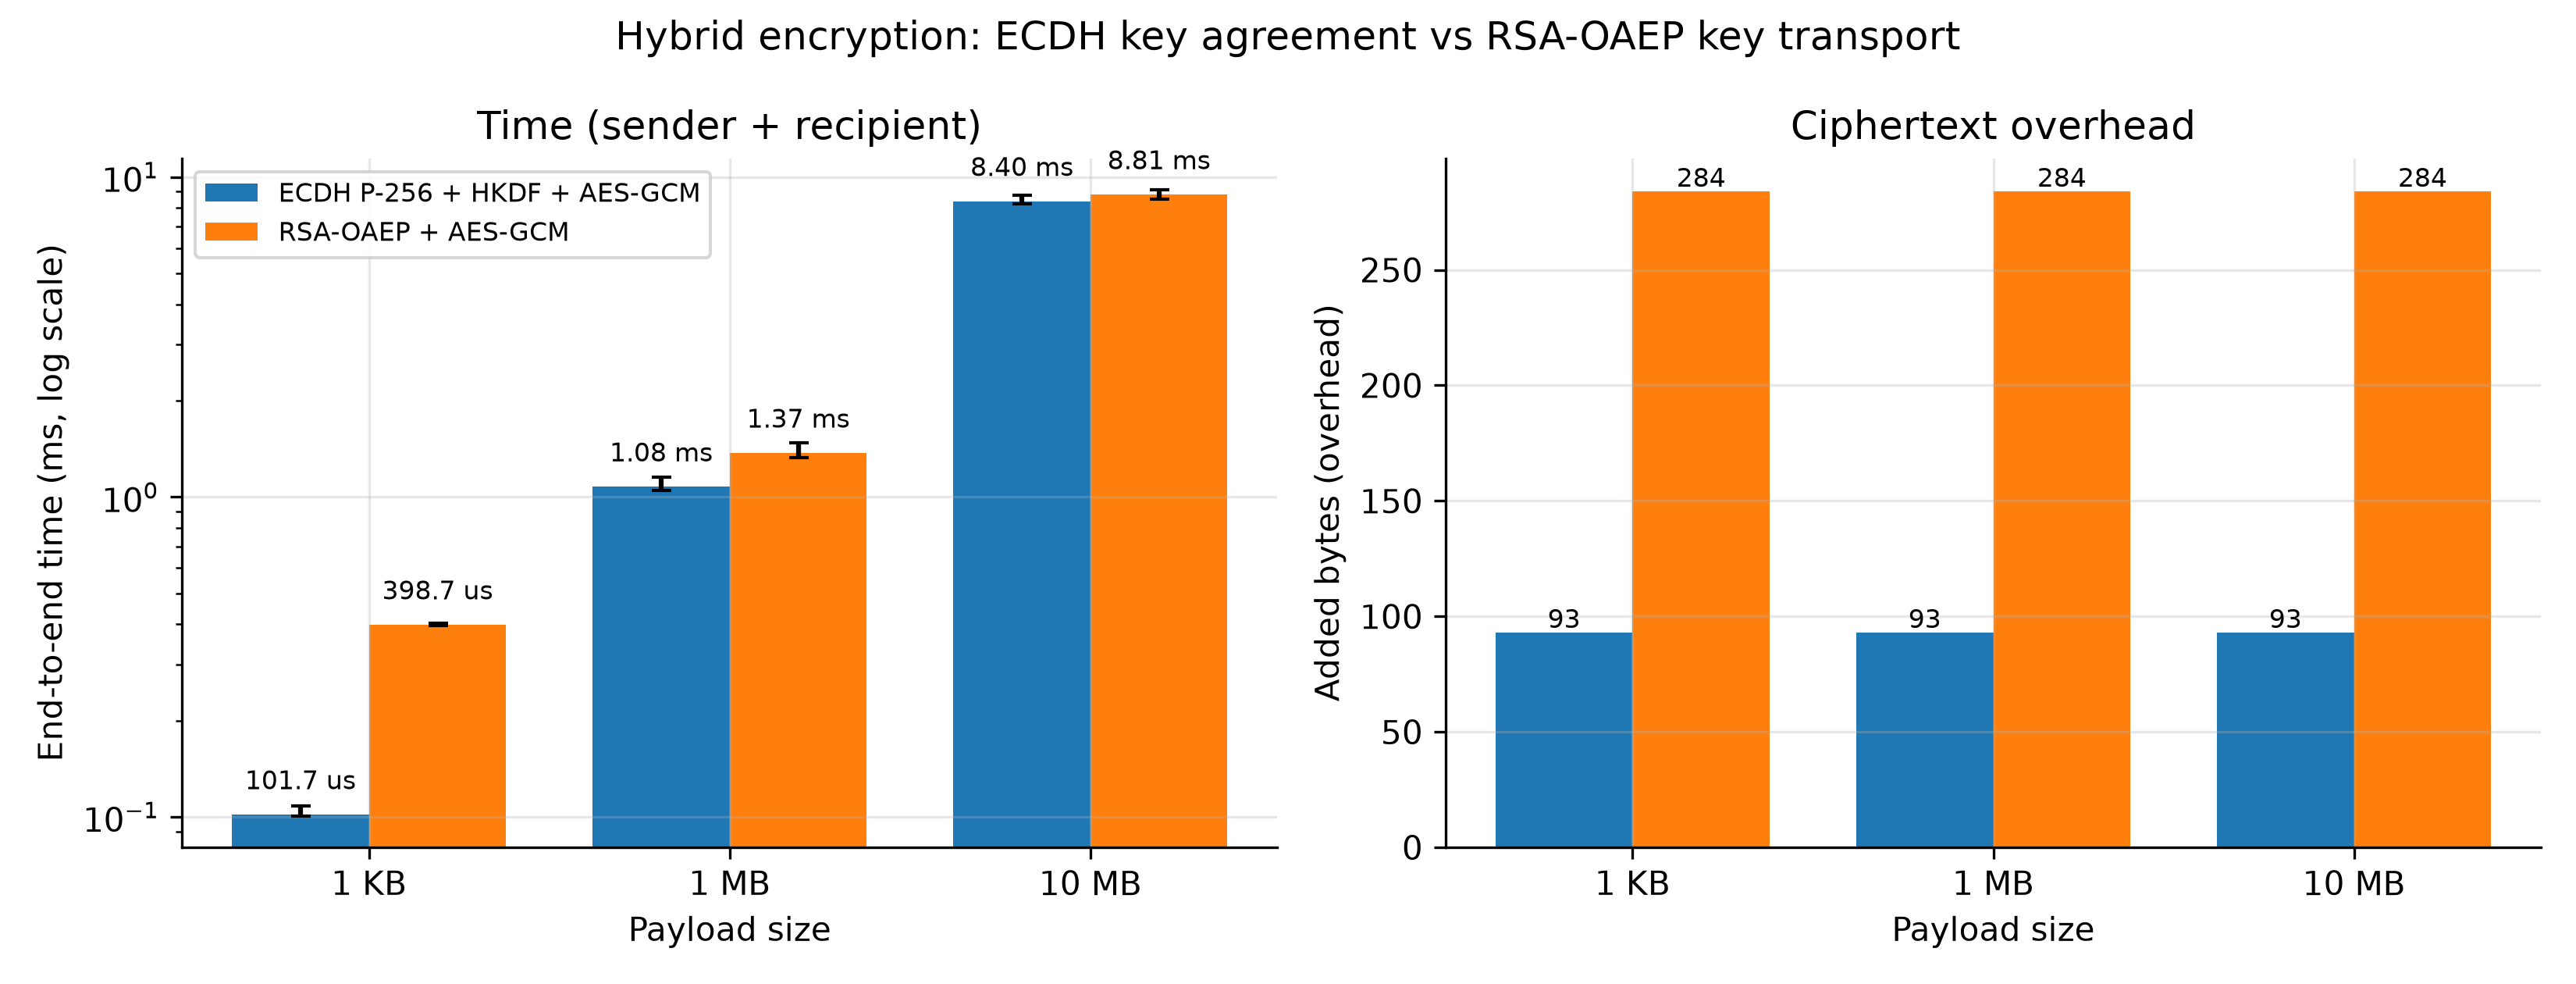 Hybrid encryption: ECDH key agreement vs RSA-OAEP key transport
Time (sender + recipient)
End-to-end time (ms, log scale)
10¹
10⁰
10⁻¹
ECDH P-256 + HKDF + AES-GCM
RSA-OAEP + AES-GCM
101.7 us
398.7 us
1.08 ms
1.37 ms
8.40 ms
8.81 ms
1 KB
1 MB
10 MB
Payload size
Ciphertext overhead
Added bytes (overhead)
250
200
150
100
50
0
93
284
93
284
93
284
1 KB
1 MB
10 MB
Payload size